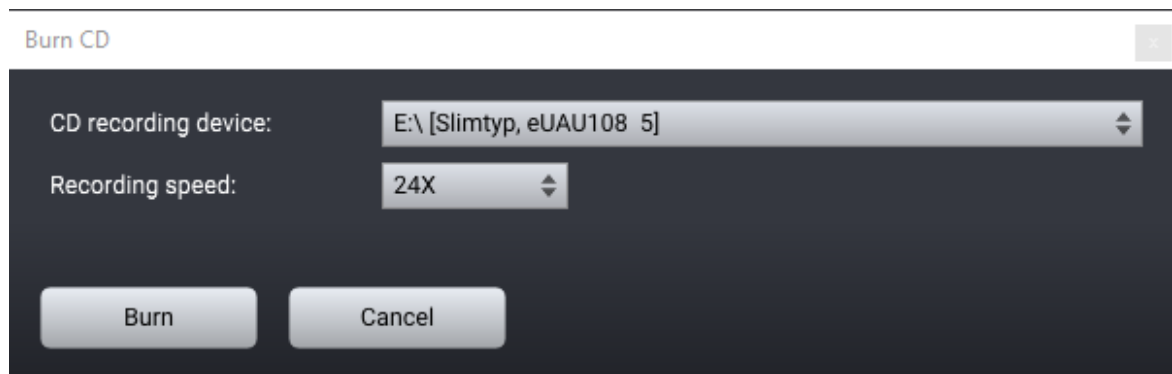 Burn CD
x
CD recording device: E:\ [Slimtyp, eUAU108  5]
Recording speed: 24X
Burn Cancel